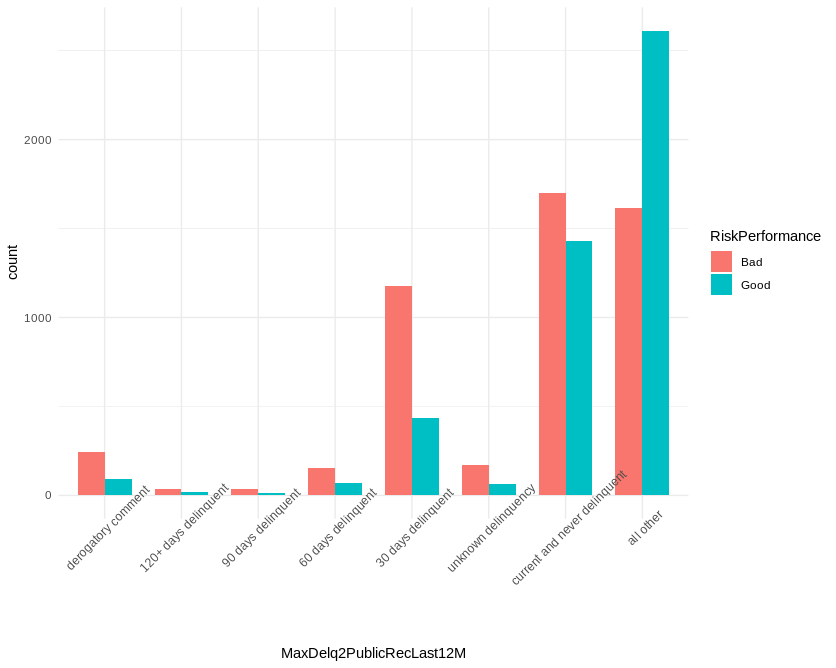 2000
1000
0
count
derogatory comment
120+ days delinquent
90 days delinquent
60 days delinquent
30 days delinquent
unknown delinquency
current and never delinquent
all other
MaxDelq2PublicRecLast12M
RiskPerformance
Bad
Good